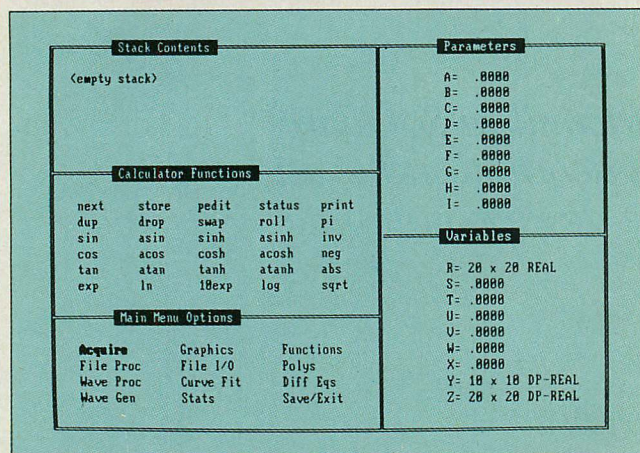 Stack Contents
<empty stack>
Calculator Functions
next store pedit status print
dup drop swap roll pi
sin asin sinh asinh inv
cos acos cosh acosh neg
tan atan tanh atanh abs
exp ln 10exp log sqrt
Main Menu Options
Acquire Graphics Functions
File Proc File I/O Polys
Wave Proc Curve Fit Diff Eqs
Wave Gen Stats Save/Exit
Parameters
A= .0000
B= .0000
C= .0000
D= .0000
E= .0000
F= .0000
G= .0000
H= .0000
I= .0000
Variables
R= 20 x 20 REAL
S= .0000
T= .0000
U= .0000
V= .0000
W= .0000
X= .0000
Y= 10 x 10 DP-REAL
Z= 20 x 20 DP-REAL